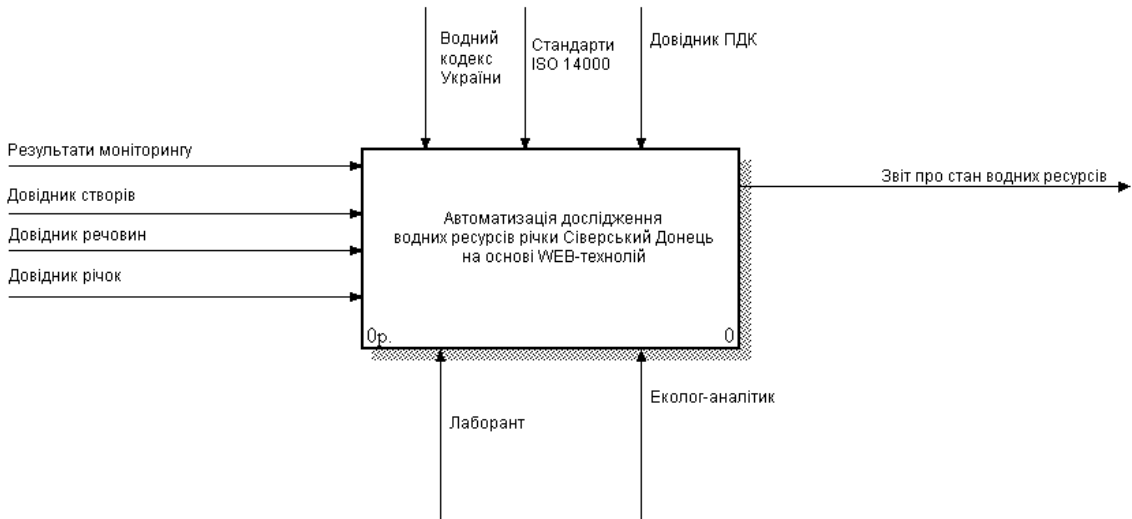 Водний
кодекс
України
Стандарти
ISO 14000
Довідник ПДК
Результати моніторингу
Довідник створів
Довідник речовин
Довідник річок
Автоматизація дослідження
водних ресурсів річки Сіверський Донець
на основі WEB-технолій
0р.
0
Звіт про стан водних ресурсів
Лаборант
Еколог-аналітик